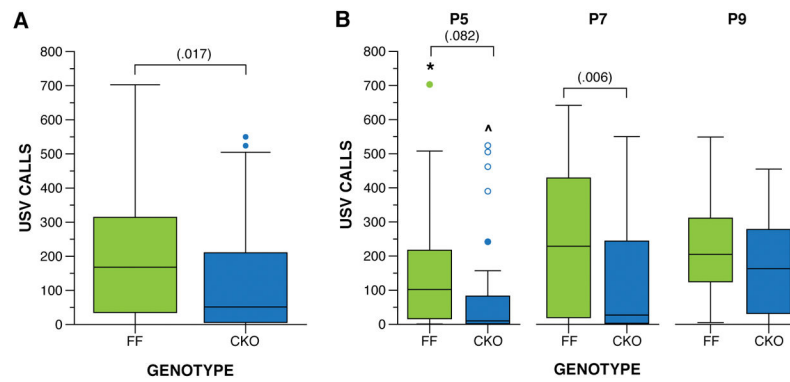 A
(.017)
800
700
600
500
400
300
200
100
0
USV CALLS
FF
CKO
GENOTYPE
B
P5
P7
P9
(.082)
(.006)
*
^
800
700
600
500
400
300
200
100
0
USV CALLS
FF
CKO
FF
CKO
FF
CKO
GENOTYPE